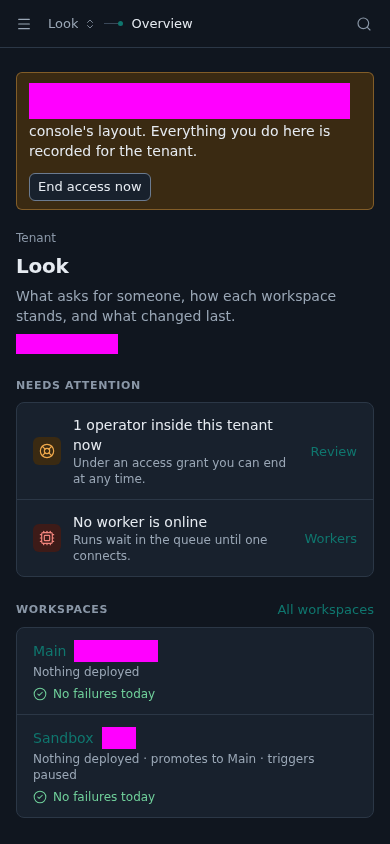 Look
Overview
console's layout. Everything you do here is
recorded for the tenant.
End access now
Tenant
Look
What asks for someone, how each workspace
stands, and what changed last.
NEEDS ATTENTION
1 operator inside this tenant
now
Under an access grant you can end
at any time.
Review
No worker is online
Runs wait in the queue until one
connects.
Workers
WORKSPACES
All workspaces
Main
Nothing deployed
No failures today
Sandbox
Nothing deployed · promotes to Main · triggers
paused
No failures today